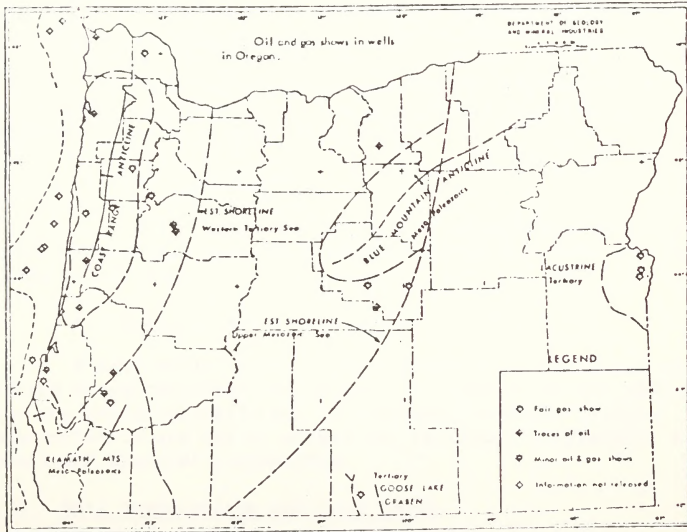 Oil and gas shows in wells
in Oregon.
DEPARTMENT OF GEOLOGY
AND MINERAL INDUSTRIES
COAST RANGE ANTICLINE
EST SHORELINE
Western Tertiary Sea
BLUE MOUNTAIN ANTICLINE
Meso Paleozoics
LACUSTRINE
Tertiary
EST SHORELINE
Upper Mesozoic Sea
KLAMATH MTS
Meso-Paleozoics
Tertiary
GOOSE LAKE
GRABEN
LEGEND
Fair gas show
Traces of oil
Minor oil & gas shows
Information not released